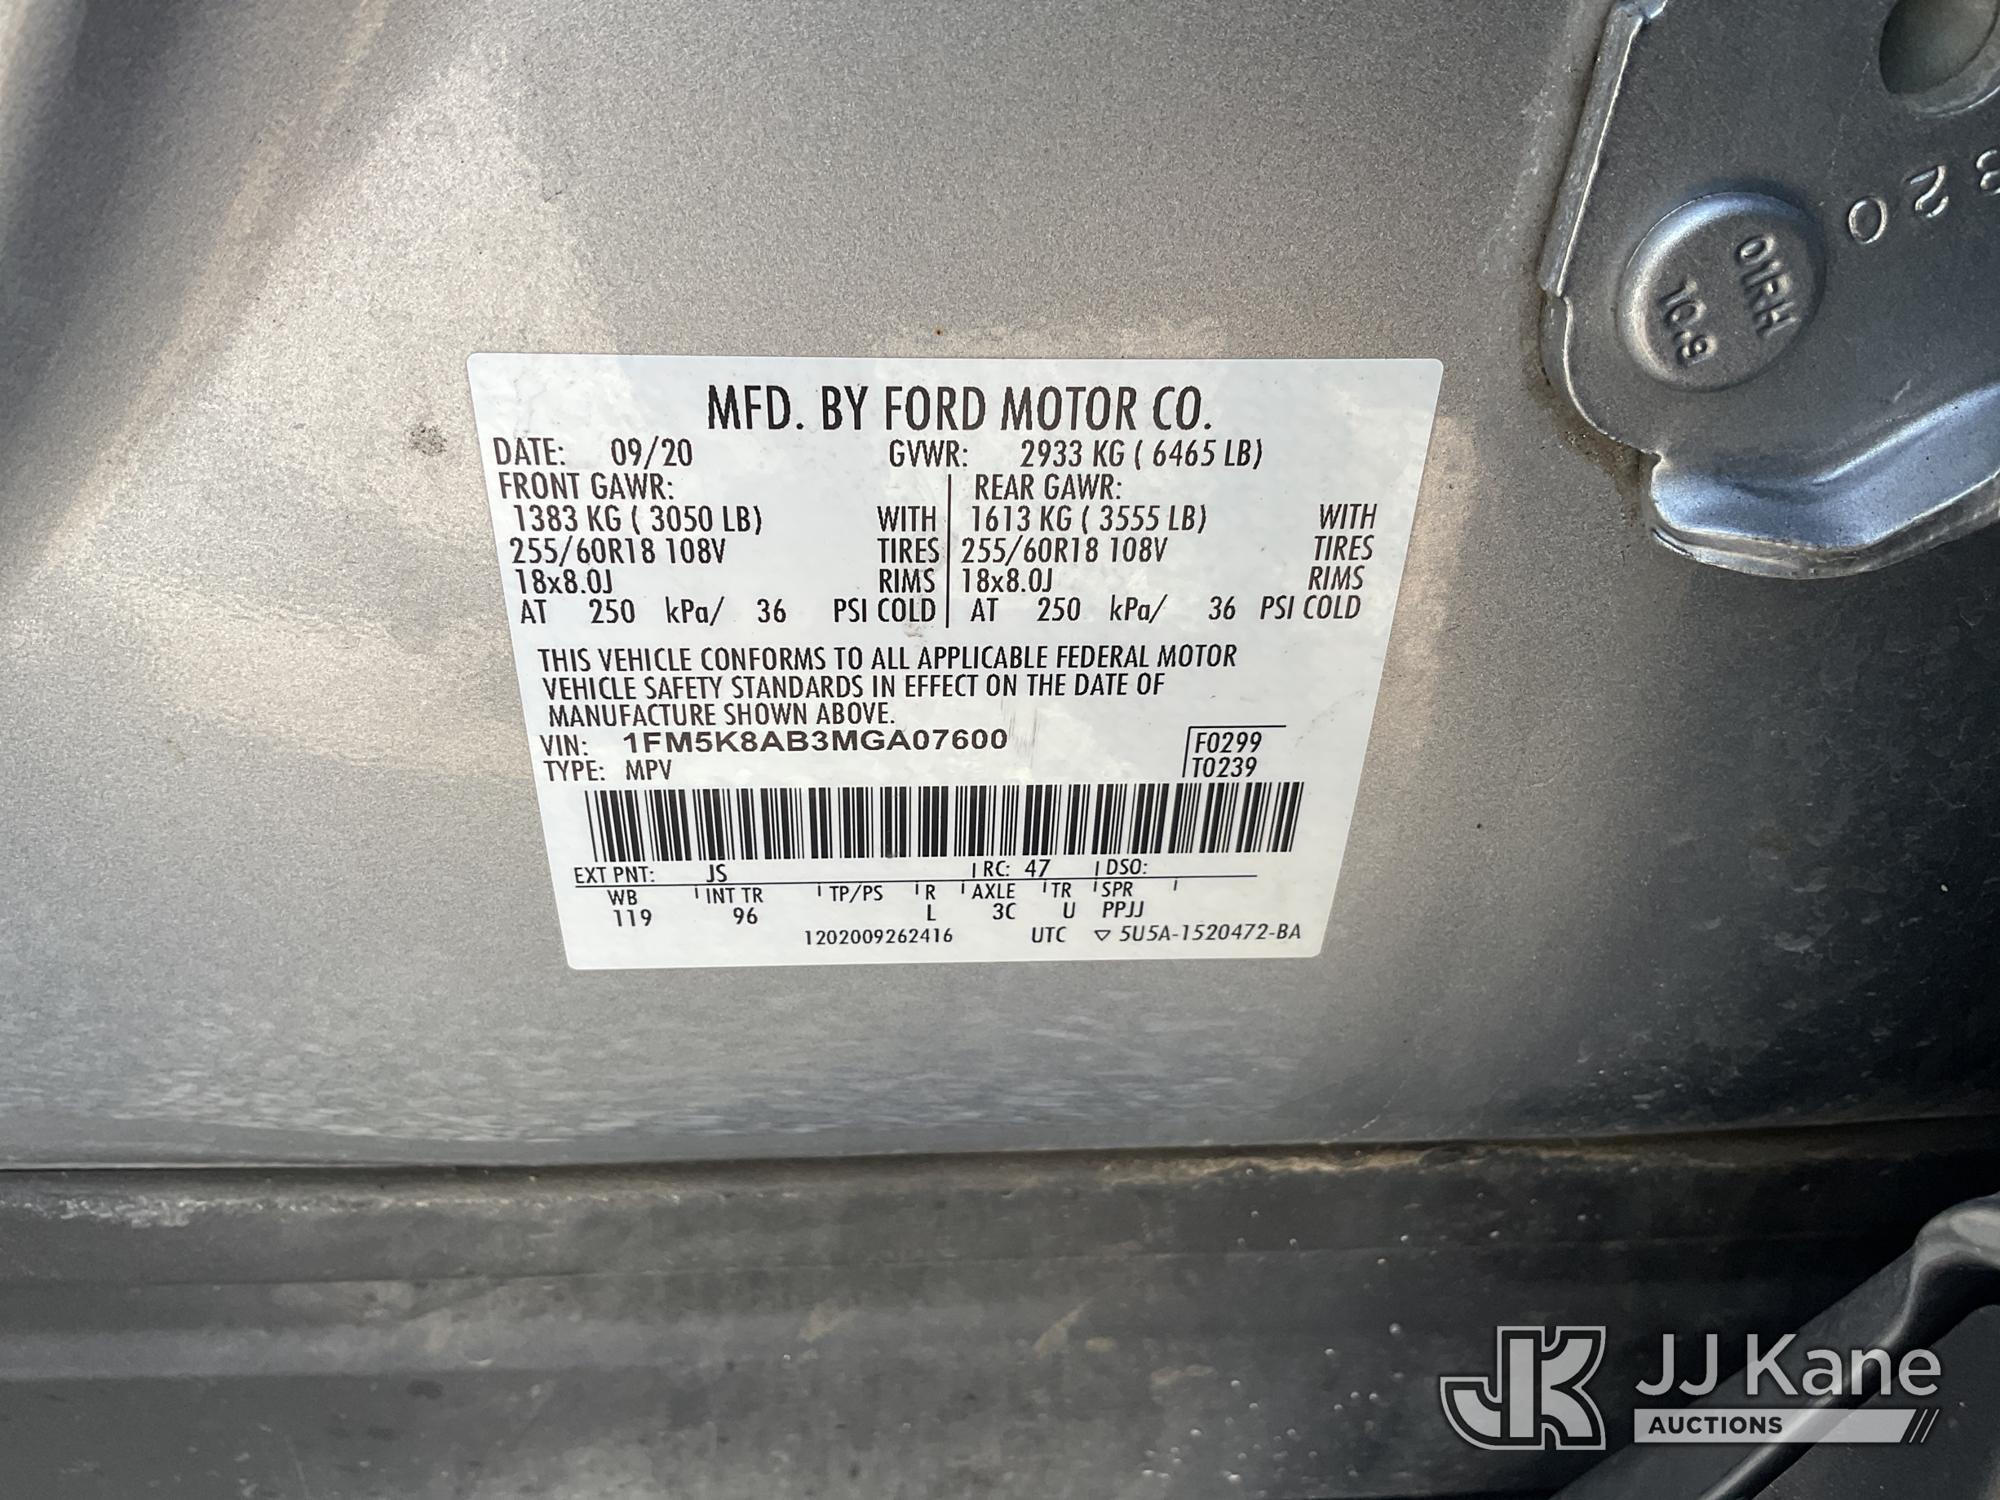 MFD. BY FORD MOTOR CO.
DATE: 09/20 GVWR: 2933 KG ( 6465 LB)
FRONT GAWR: REAR GAWR:
1383 KG ( 3050 LB) WITH 1613 KG ( 3555 LB) WITH
255/60R18 108V TIRES 255/60R18 108V TIRES
18x8.0J RIMS 18x8.0J RIMS
AT 250 kPa/ 36 PSI COLD AT 250 kPa/ 36 PSI COLD
THIS VEHICLE CONFORMS TO ALL APPLICABLE FEDERAL MOTOR
VEHICLE SAFETY STANDARDS IN EFFECT ON THE DATE OF
MANUFACTURE SHOWN ABOVE.
VIN: 1FM5K8AB3MGA07600 F0299
TYPE: MPV T0239
EXT PNT: JS RC: 47 DSO:
WB INT TR TP/PS R AXLE TR SPR
119 96 L 3C U PPJJ
1202009262416 UTC ▽ 5U5A-1520472-BA
320
01RH
10.9
JK JJ Kane
AUCTIONS